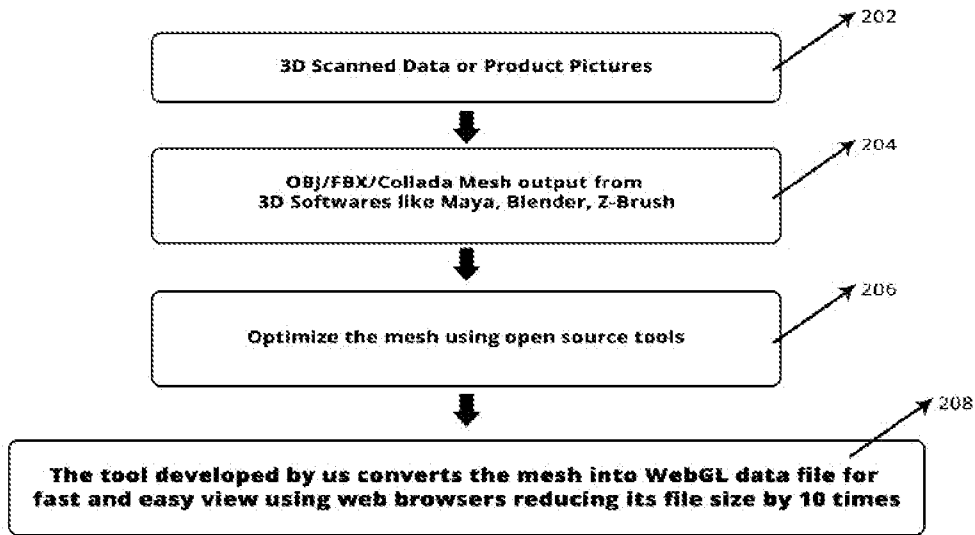 202
3D Scanned Data or Product Pictures
204
OBJ/FBX/Collada Mesh output from
3D Softwares like Maya, Blender, Z-Brush
206
Optimize the mesh using open source tools
208
The tool developed by us converts the mesh into WebGL data file for
fast and easy view using web browsers reducing its file size by 10 times